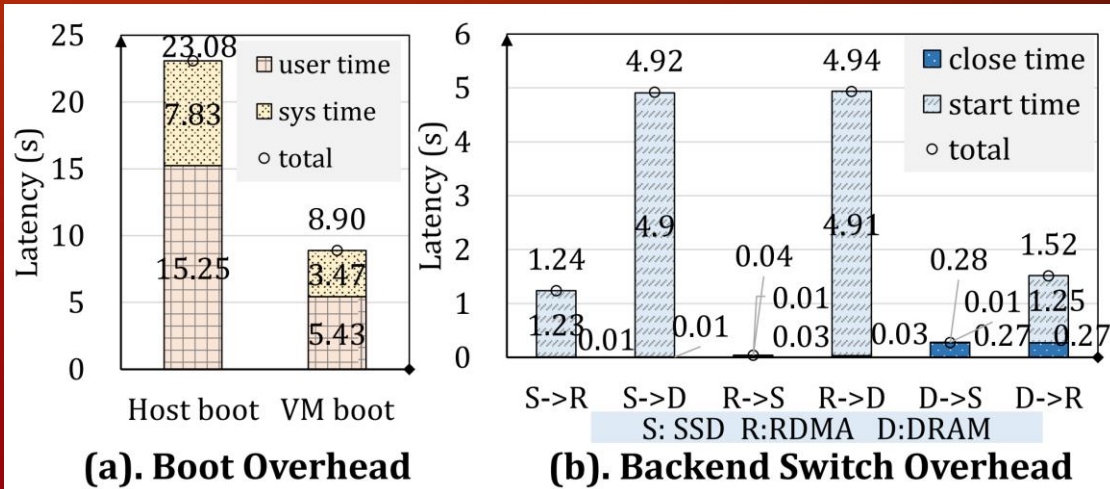 25
20
15
10
5
0
Latency (s)
23.08
7.83
15.25
8.90
3.47
5.43
user time
sys time
total
Host boot VM boot
(a). Boot Overhead
6
5
4
3
2
1
0
Latency (s)
close time
start time
total
1.24
1.23
0.01
4.92
4.9
0.01
0.04
0.01
0.03
4.94
4.91
0.03
0.28
0.01
0.27
1.52
1.25
0.27
S->R S->D R->S R->D D->S D->R
S: SSD R:RDMA D:DRAM
(b). Backend Switch Overhead